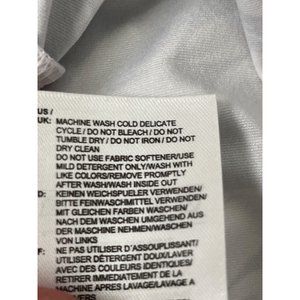 US /
UK: MACHINE WASH COLD DELICATE
CYCLE / DO NOT BLEACH / DO NOT
TUMBLE DRY / DO NOT IRON / DO NOT
DRY CLEAN
DO NOT USE FABRIC SOFTENER/USE
MILD DETERGENT ONLY/WASH WITH
LIKE COLORS/REMOVE PROMPTLY
AFTER WASH/WASH INSIDE OUT
D: KEINEN WEICHSPUELER VERWENDEN/
BITTE FEINWASCHMITTEL VERWENDEN/
MIT GLEICHEN FARBEN WASCHEN/
NACH DEM WASCHEN UMGEHEND AUS
DER MASCHINE NEHMEN/WASCHEN
VON LINKS
F: NE PAS UTILISER D´ASSOUPLISSANT/
UTILISER DÉTERGENT DOUX/LAVER
AVEC DES COULEURS IDENTIQUES/
RETIRER IMMEDIATEMENT DE LA
MACHINE APRES LAVAGE/LAVAGE A